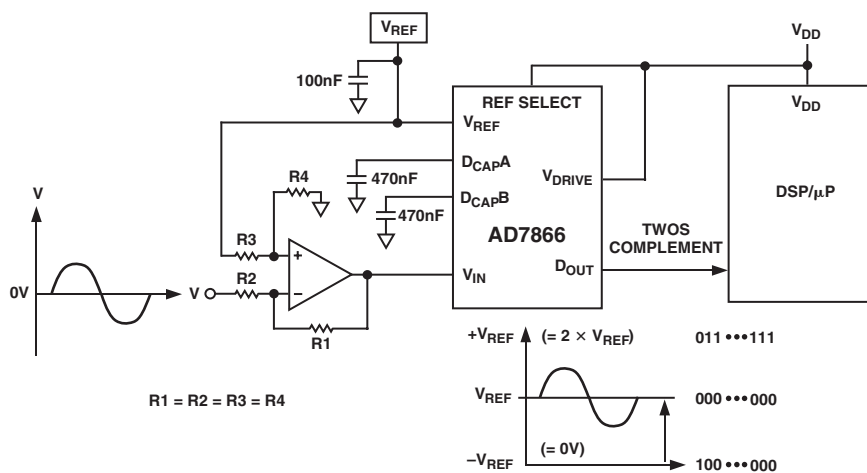 V_REF
V_DD
100nF
REF SELECT
V_DD
V_REF
D_CAPA
R4
470nF
V_DRIVE
DSP/μP
V
D_CAPB
470nF
AD7866
TWOS
COMPLEMENT
R3
+
R2
0V
V
−
V_IN
D_OUT
R1
+V_REF (= 2 × V_REF) 011•••111
R1 = R2 = R3 = R4
V_REF 000•••000
−V_REF (= 0V) 100•••000